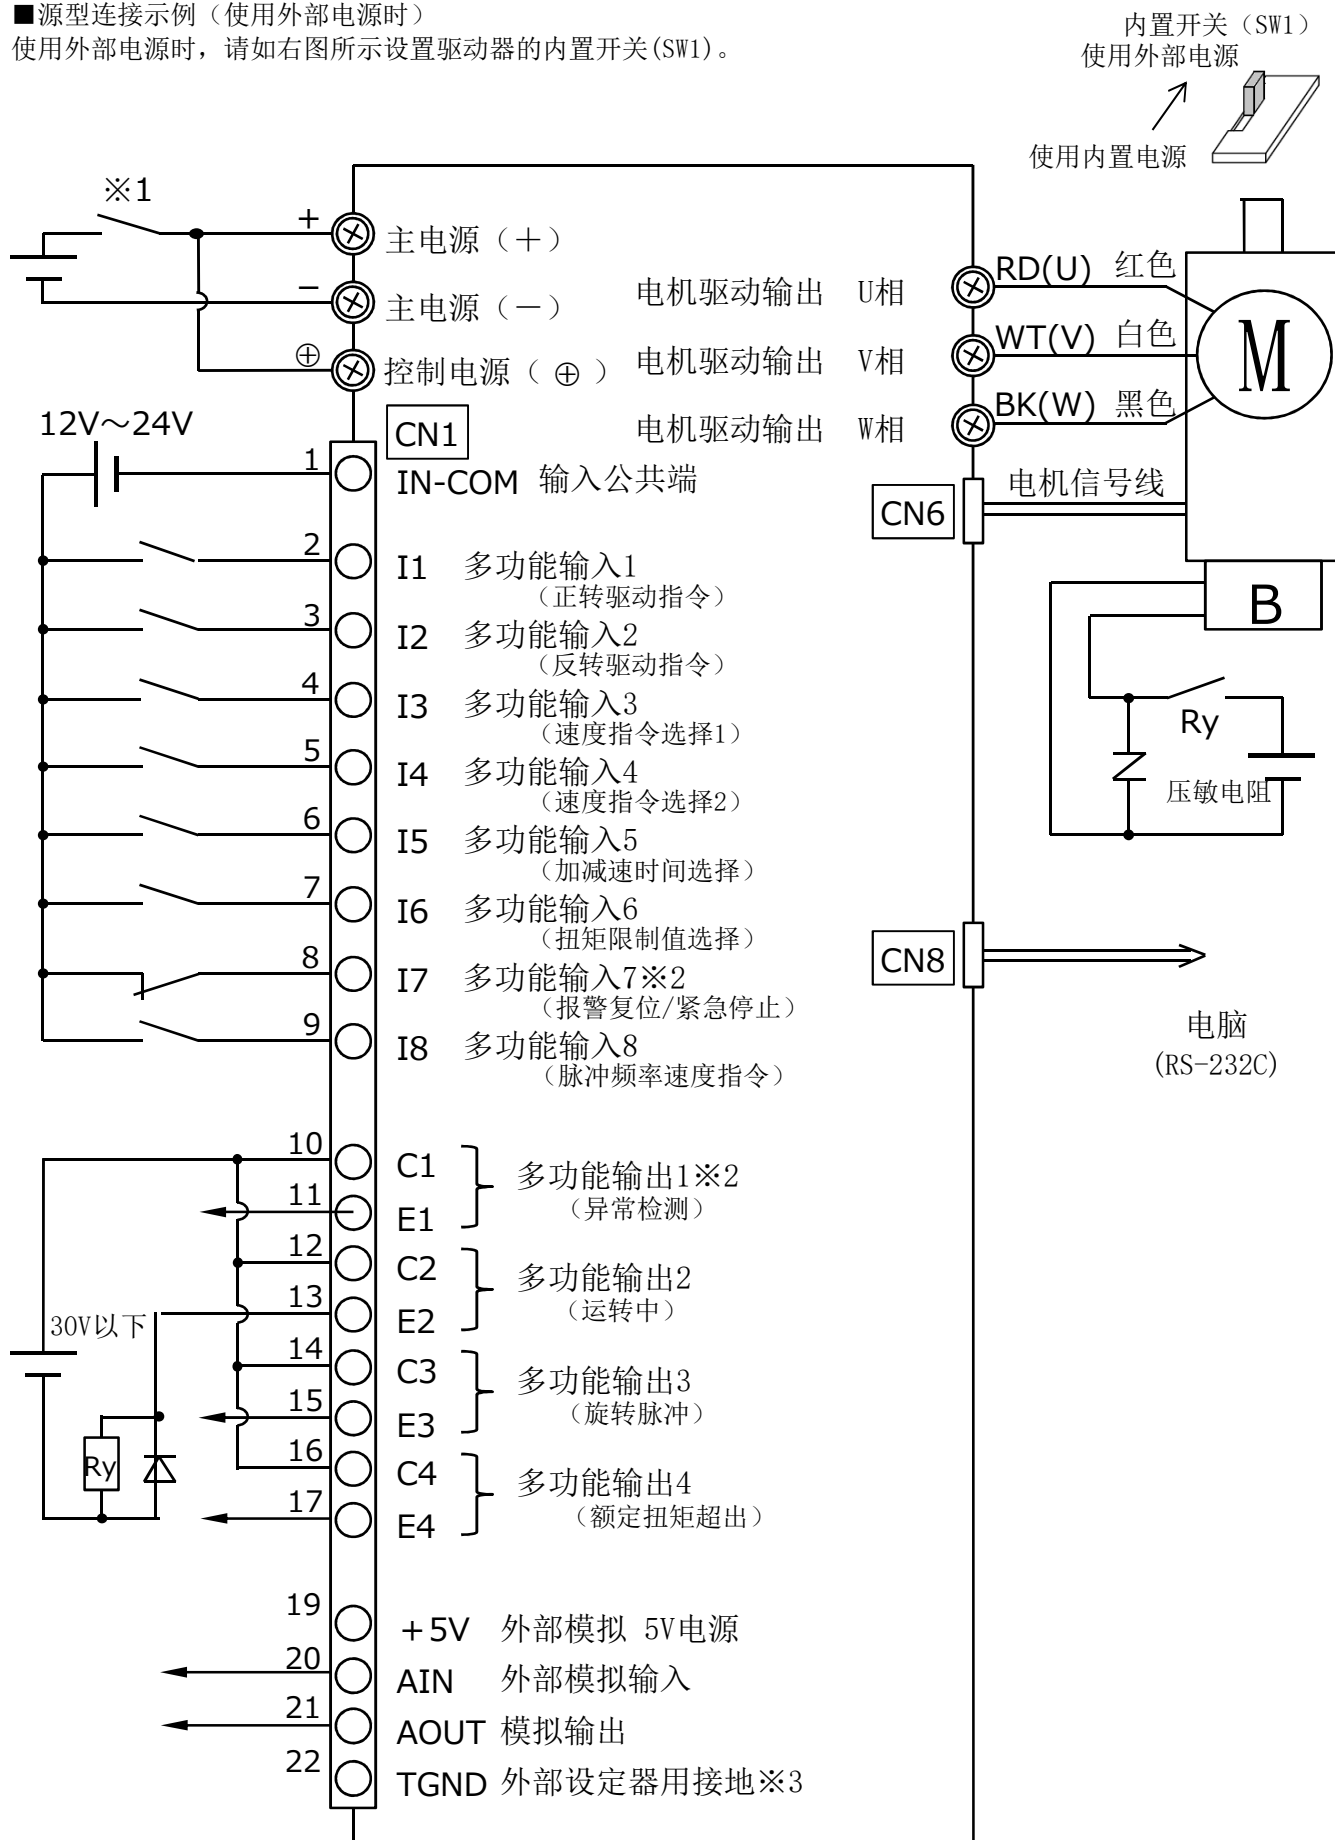 ■源型连接示例（使用外部电源时）
使用外部电源时，请如右图所示设置驱动器的内置开关(SW1)。
内置开关（SW1）
使用外部电源
使用内置电源
※1
+ 主电源（＋）
− 主电源（－）
⊕ 控制电源（ ⊕ ）
电机驱动输出 U相 RD(U) 红色
电机驱动输出 V相 WT(V) 白色
电机驱动输出 W相 BK(W) 黑色
M
12V～24V
CN1
1 IN-COM 输入公共端
CN6 电机信号线
2 I1 多功能输入1
（正转驱动指令）
B
3 I2 多功能输入2
（反转驱动指令）
4 I3 多功能输入3
（速度指令选择1）
Ry
5 I4 多功能输入4
（速度指令选择2）
压敏电阻
6 I5 多功能输入5
（加减速时间选择）
7 I6 多功能输入6
（扭矩限制值选择）
CN8
8 I7 多功能输入7※2
（报警复位/紧急停止）
电脑
(RS-232C)
9 I8 多功能输入8
（脉冲频率速度指令）
10 C1 多功能输出1※2
（异常检测）
11 E1
12 C2 多功能输出2
（运转中）
13 E2
30V以下
14 C3 多功能输出3
（旋转脉冲）
15 E3
16 C4 多功能输出4
（额定扭矩超出）
17 E4
Ry
19 +5V 外部模拟 5V电源
20 AIN 外部模拟输入
21 AOUT 模拟输出
22 TGND 外部设定器用接地※3